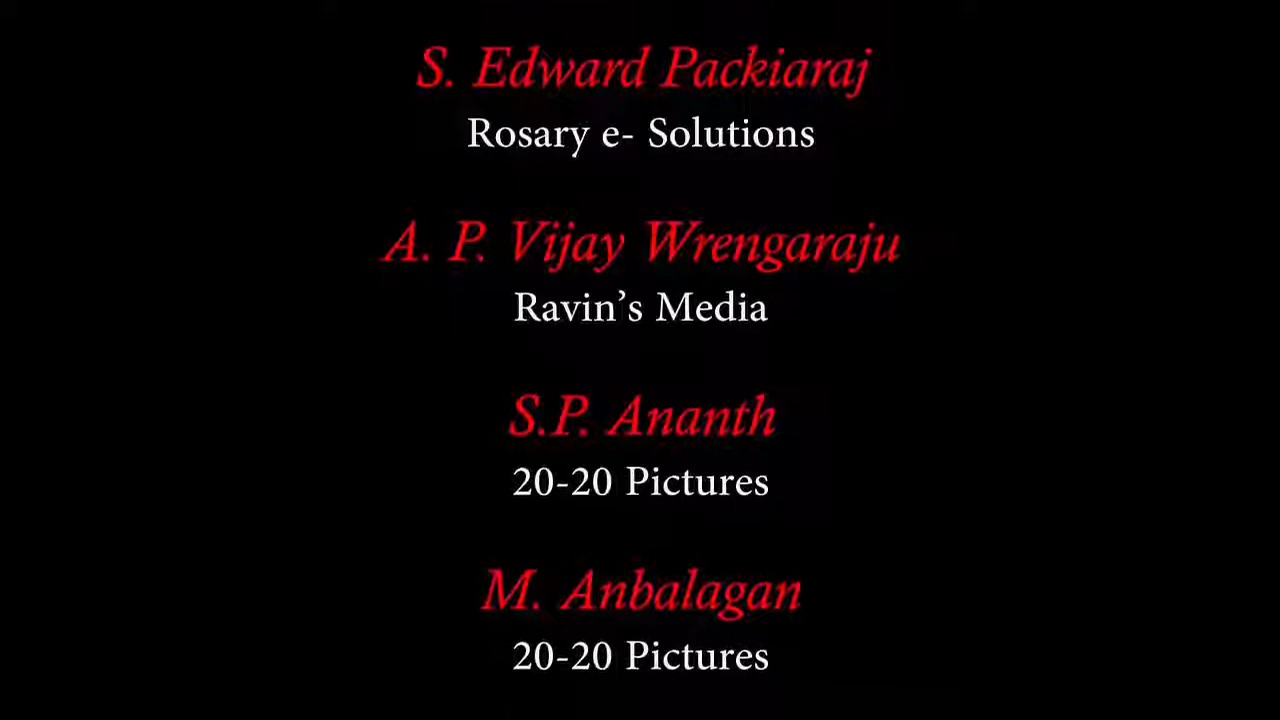 S. Edward Packiaraj
Rosary e- Solutions
A. P. Vijay Wrengaraju
Ravin’s Media
S.P. Ananth
20-20 Pictures
M. Anbalagan
20-20 Pictures